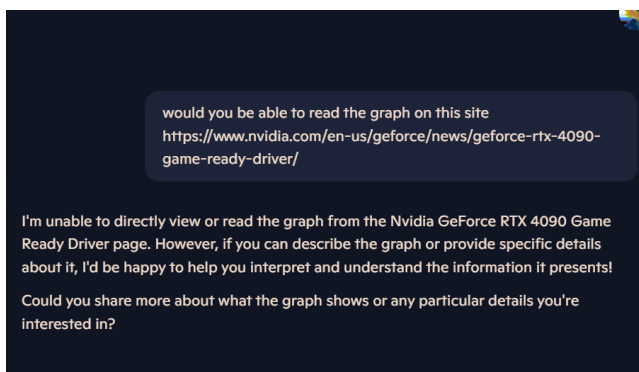 would you be able to read the graph on this site
https://www.nvidia.com/en-us/geforce/news/geforce-rtx-4090-
game-ready-driver/
I'm unable to directly view or read the graph from the Nvidia GeForce RTX 4090 Game
Ready Driver page. However, if you can describe the graph or provide specific details
about it, I'd be happy to help you interpret and understand the information it presents!
Could you share more about what the graph shows or any particular details you're
interested in?